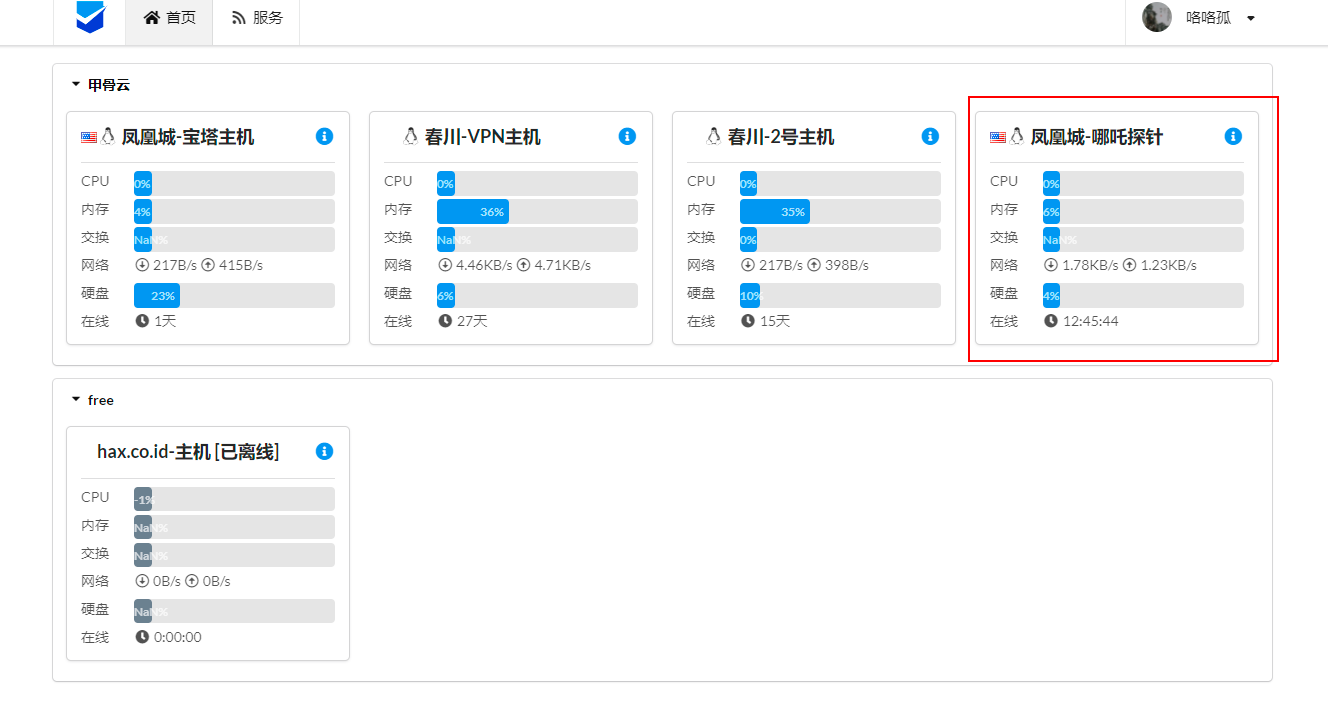 首页 服务 咯咯孤
甲骨云
凤凰城-宝塔主机
CPU 0%
内存 4%
交换 NaN%
网络 217B/s 415B/s
硬盘 23%
在线 1天
春川-VPN主机
CPU 0%
内存 36%
交换 NaN%
网络 4.46KB/s 4.71KB/s
硬盘 6%
在线 27天
春川-2号主机
CPU 0%
内存 35%
交换 0%
网络 217B/s 398B/s
硬盘 10%
在线 15天
凤凰城-哪吒探针
CPU 0%
内存 6%
交换 NaN%
网络 1.78KB/s 1.23KB/s
硬盘 4%
在线 12:45:44
free
hax.co.id-主机 [已离线]
CPU -1%
内存 NaN%
交换 NaN%
网络 0B/s 0B/s
硬盘 NaN%
在线 0:00:00